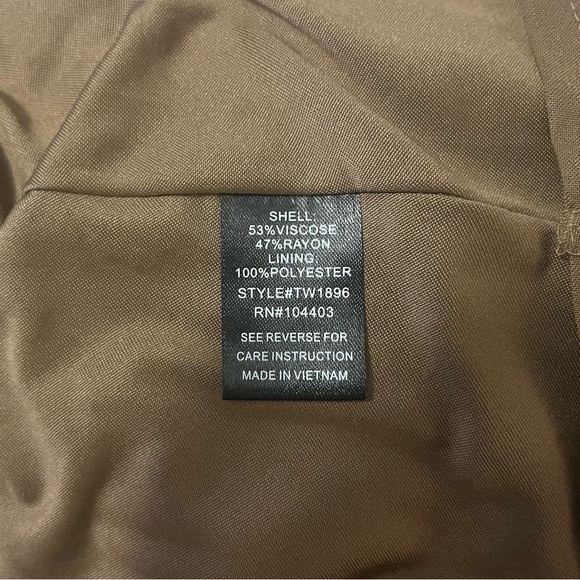 SHELL:
53%VISCOSE
47%RAYON
LINING:
100%POLYESTER
STYLE#TW1896
RN#104403
SEE REVERSE FOR
CARE INSTRUCTION
MADE IN VIETNAM